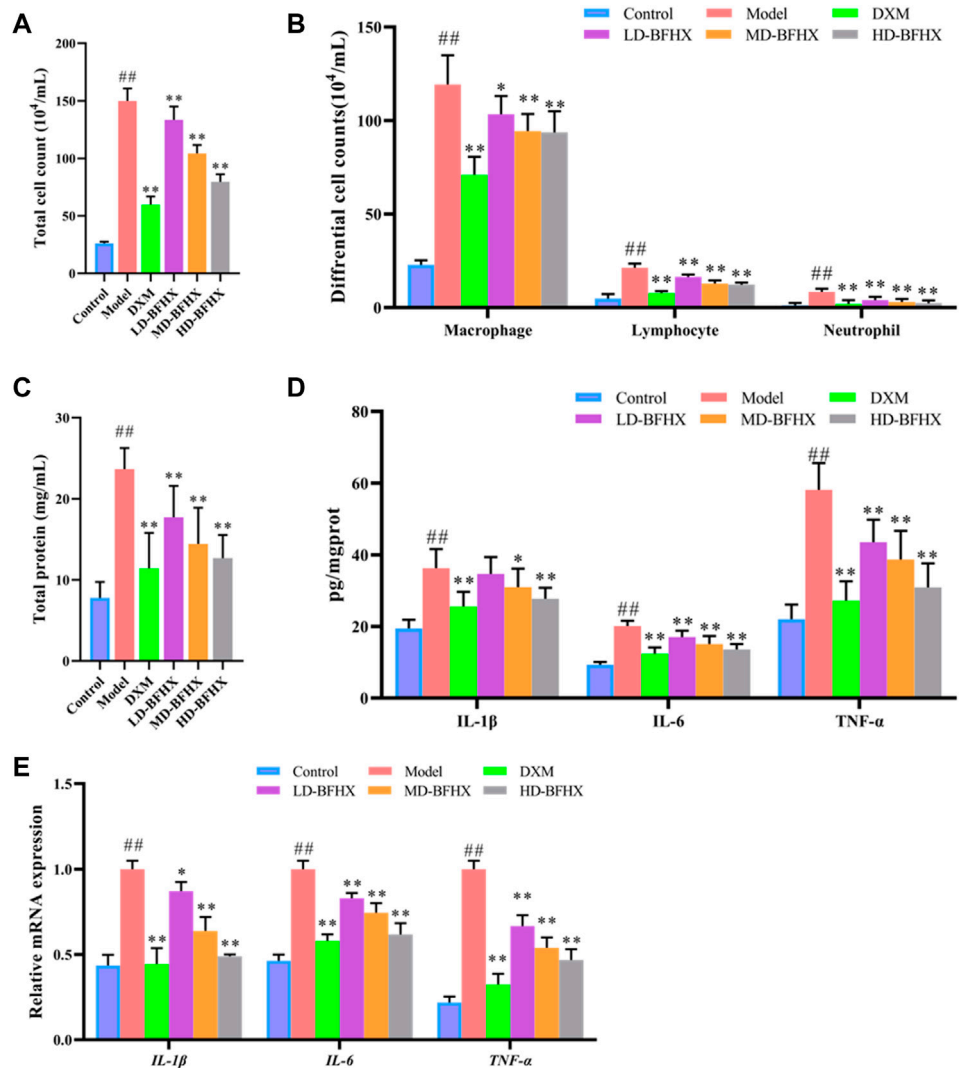 A
Total cell count (10⁴/mL)
200
150
100
50
0
##
**
**
**
**
Control
Model
DXM
LD-BFHX
MD-BFHX
HD-BFHX
B
Control Model DXM
LD-BFHX MD-BFHX HD-BFHX
Diffrential cell counts(10⁴/mL)
150
100
50
0
## ** * ** **
## ** ** ** **
## ** ** ** **
Macrophage Lymphocyte Neutrophil
C
Total protein (mg/mL)
30
20
10
0
##
**
**
**
**
Control
Model
DXM
LD-BFHX
MD-BFHX
HD-BFHX
D
Control Model DXM
LD-BFHX MD-BFHX HD-BFHX
pg/mgprot
80
60
40
20
0
## ** * **
## ** ** ** **
## ** ** ** **
IL-1β IL-6 TNF-α
E
Control Model DXM
LD-BFHX MD-BFHX HD-BFHX
Relative mRNA expression
1.5
1.0
0.5
0.0
## ** * ** **
## ** ** ** **
## ** ** ** **
IL-1β IL-6 TNF-α